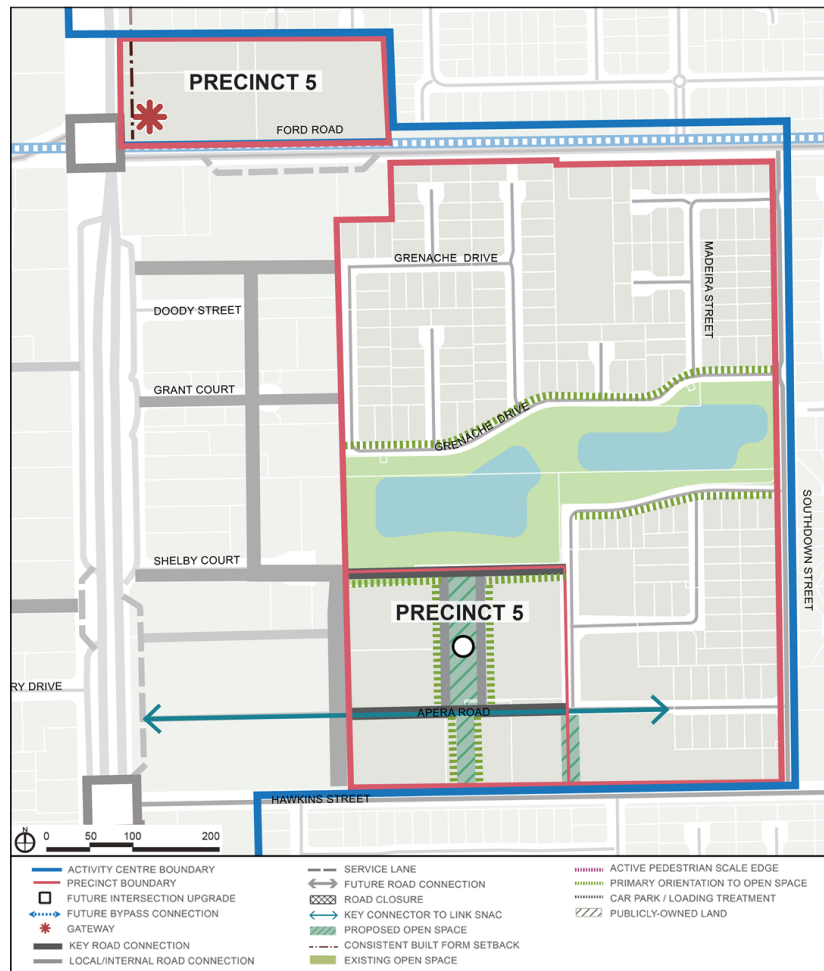 PRECINCT 5
FORD ROAD
GRENACHE DRIVE
MADEIRA STREET
DOODY STREET
GRANT COURT
GRENACHE DRIVE
SOUTHDOWN STREET
SHELBY COURT
PRECINCT 5
RY DRIVE
APERA ROAD
HAWKINS STREET
N
0 50 100 200
ACTIVITY CENTRE BOUNDARY
PRECINCT BOUNDARY
FUTURE INTERSECTION UPGRADE
FUTURE BYPASS CONNECTION
GATEWAY
KEY ROAD CONNECTION
LOCAL/INTERNAL ROAD CONNECTION
SERVICE LANE
FUTURE ROAD CONNECTION
ROAD CLOSURE
KEY CONNECTOR TO LINK SNAC
PROPOSED OPEN SPACE
CONSISTENT BUILT FORM SETBACK
EXISTING OPEN SPACE
ACTIVE PEDESTRIAN SCALE EDGE
PRIMARY ORIENTATION TO OPEN SPACE
CAR PARK / LOADING TREATMENT
PUBLICLY-OWNED LAND